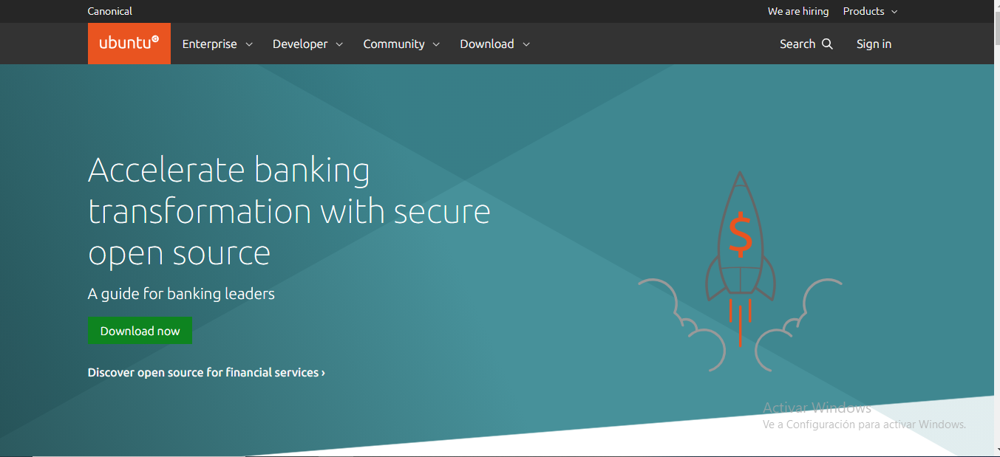 Canonical
We are hiring
Products
ubuntu
Enterprise
Developer
Community
Download
Search
Sign in
Accelerate banking
transformation with secure
open source
A guide for banking leaders
Download now
Discover open source for financial services ›
$
Activar Windows
Ve a Configuración para activar Windows.